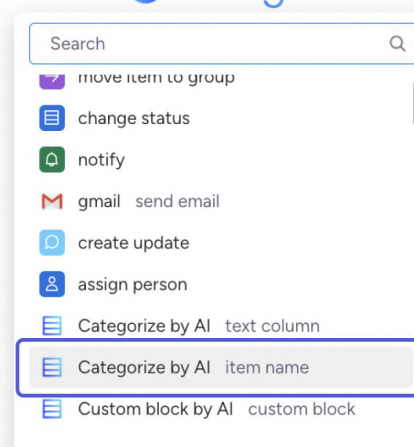 Search
move item to group
change status
notify
gmail send email
create update
assign person
Categorize by AI text column
Categorize by AI item name
Custom block by AI custom block